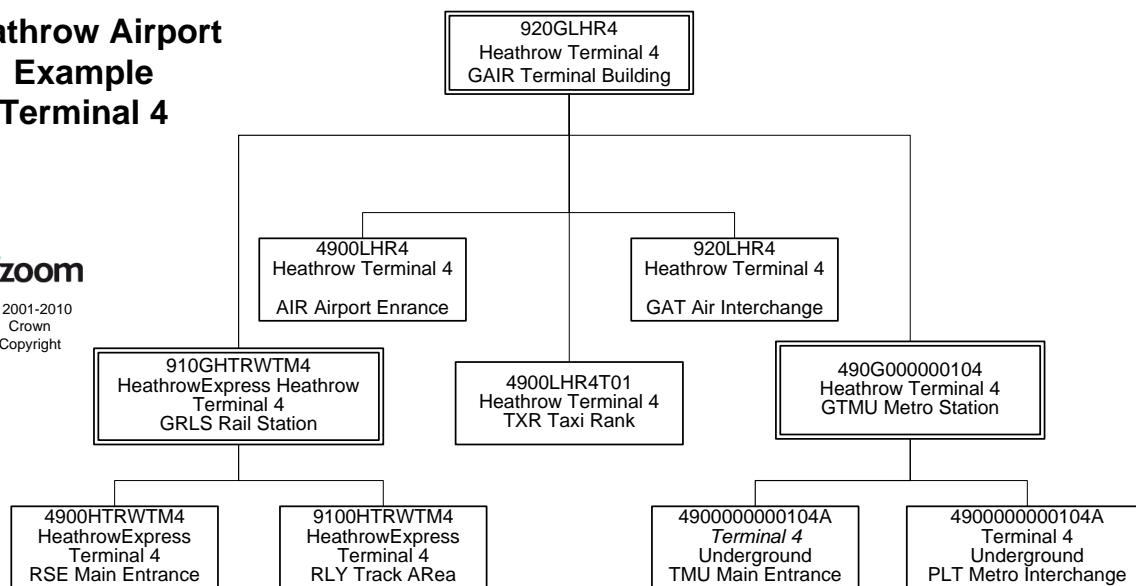 athrow Airport
Example
Terminal 4
920GLHR4
Heathrow Terminal 4
GAIR Terminal Building
4900LHR4
Heathrow Terminal 4
AIR Airport Enrance
920LHR4
Heathrow Terminal 4
GAT Air Interchange
zoom
2001-2010
Crown
Copyright
910GHTRWTM4
HeathrowExpress Heathrow
Terminal 4
GRLS Rail Station
4900LHR4T01
Heathrow Terminal 4
TXR Taxi Rank
490G000000104
Heathrow Terminal 4
GTMU Metro Station
4900HTRWTM4
HeathrowExpress
Terminal 4
RSE Main Entrance
9100HTRWTM4
HeathrowExpress
Terminal 4
RLY Track ARea
4900000000104A
Terminal 4
Underground
TMU Main Entrance
4900000000104A
Terminal 4
Underground
PLT Metro Interchange